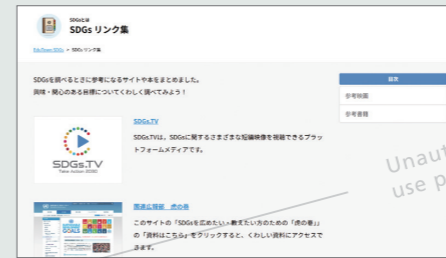 SDGsとは
SDGs リンク集
EduTown SDGs > SDGs リンク集
SDGsを調べるときに参考になるサイトや本をまとめました。
興味・関心のある目標についてくわしく調べてみよう！
目次
参考映画
参考書籍
SDGs.TV
Take Action 2030
SDGs.TV
SDGs.TVは、SDGsに関するさまざまな短編映像を視聴できるプラッ
トフォームメディアです。
国連広報部 虎の巻
このサイトの「SDGsを広めたい・教えたい方のための「虎の巻」」
の「資料はこちら」をクリックすると、くわしい資料にアクセスで
きます。
GOALS
Unaut
use p